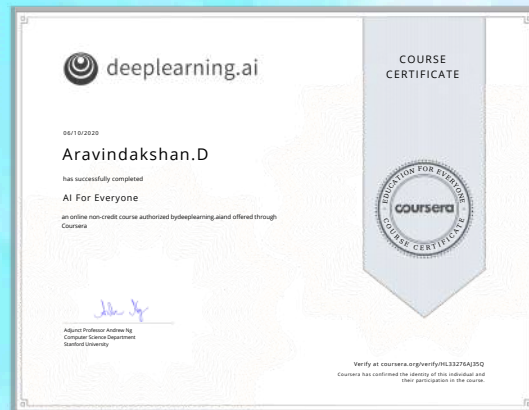 deeplearning.ai
COURSE
CERTIFICATE
06/10/2020
Aravindakshan.D
has successfully completed
AI For Everyone
an online non-credit course authorized bydeeplearning.aiand offered through
Coursera
EDUCATION FOR EVERYONE
coursera
COURSE CERTIFICATE
Adjunct Professor Andrew Ng
Computer Science Department
Stanford University
Verify at coursera.org/verify/HL33276AJ35Q
Coursera has confirmed the identity of this individual and
their participation in the course.